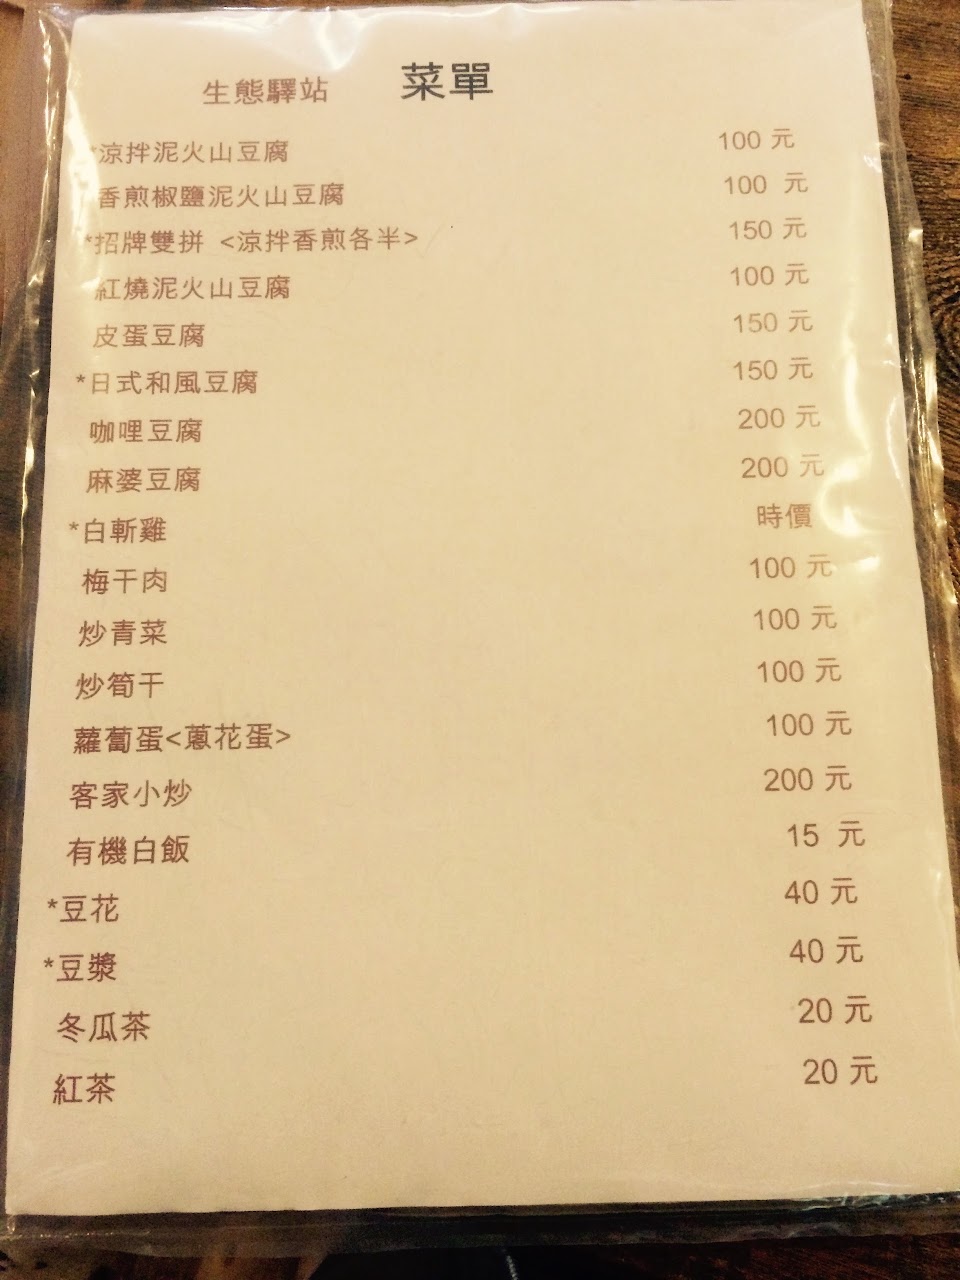 生態驛站 菜單
*涼拌泥火山豆腐 100 元
香煎椒鹽泥火山豆腐 100 元
*招牌雙拼 <涼拌香煎各半> 150 元
紅燒泥火山豆腐 100 元
皮蛋豆腐 150 元
*日式和風豆腐 150 元
咖哩豆腐 200 元
麻婆豆腐 200 元
*白斬雞 時價
梅干肉 100 元
炒青菜 100 元
炒筍干 100 元
蘿蔔蛋<蔥花蛋> 100 元
客家小炒 200 元
有機白飯 15 元
*豆花 40 元
*豆漿 40 元
冬瓜茶 20 元
紅茶 20 元